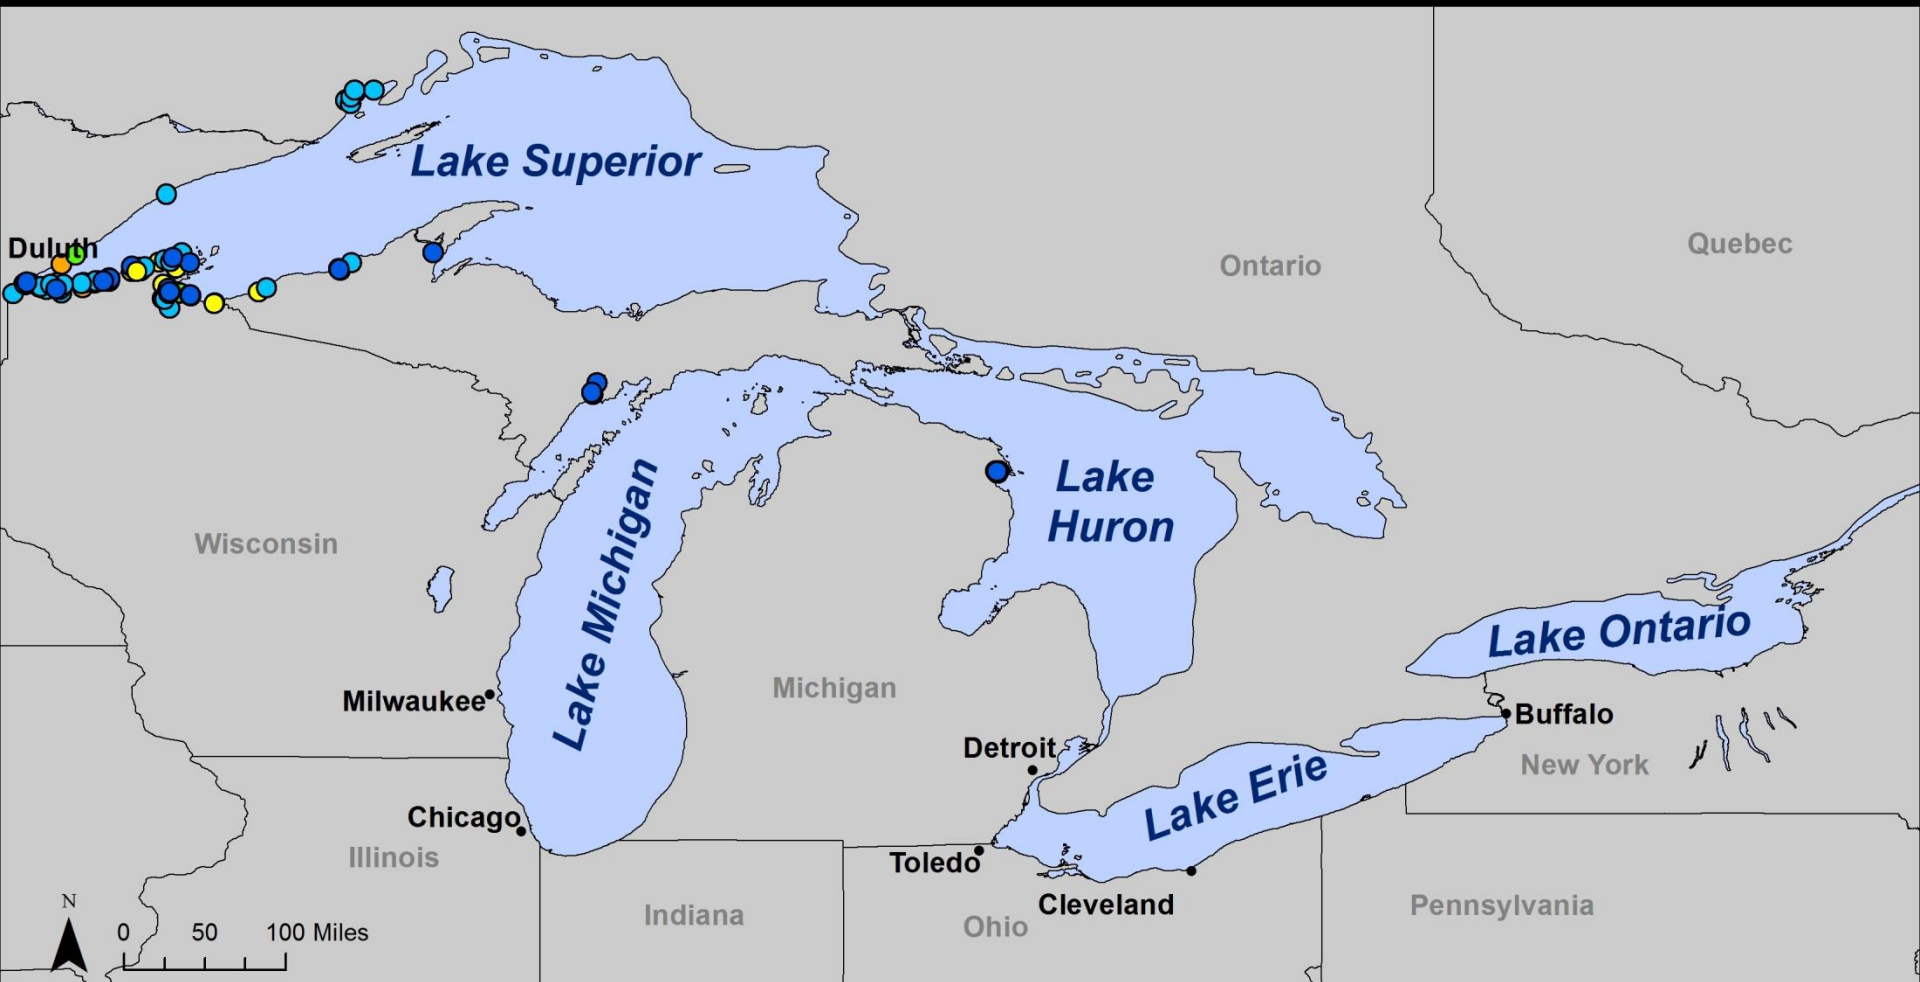 Lake Superior
Duluth
Quebec
Ontario
Lake
Huron
Wisconsin
Lake Michigan
Lake Ontario
Michigan
Milwaukee
Buffalo
Detroit
New York
Lake Erie
Chicago
Illinois
Toledo
Cleveland
Indiana
Ohio
Pennsylvania
N
0 50 100 Miles